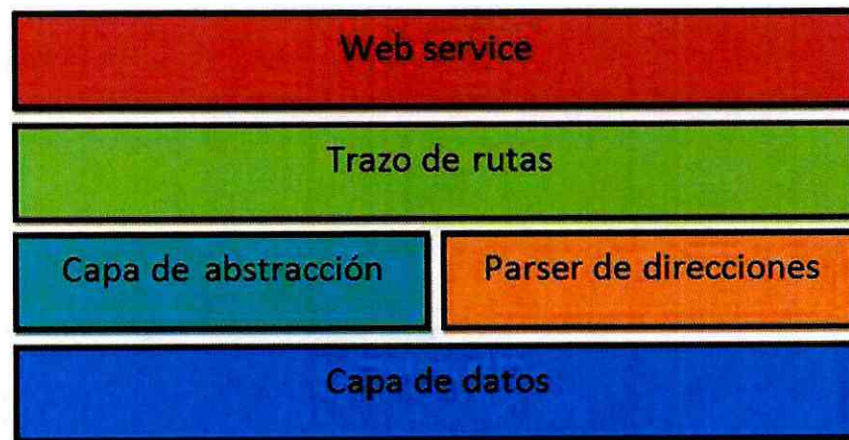 Web service
Trazo de rutas
Capa de abstracción
Parser de direcciones
Capa de datos